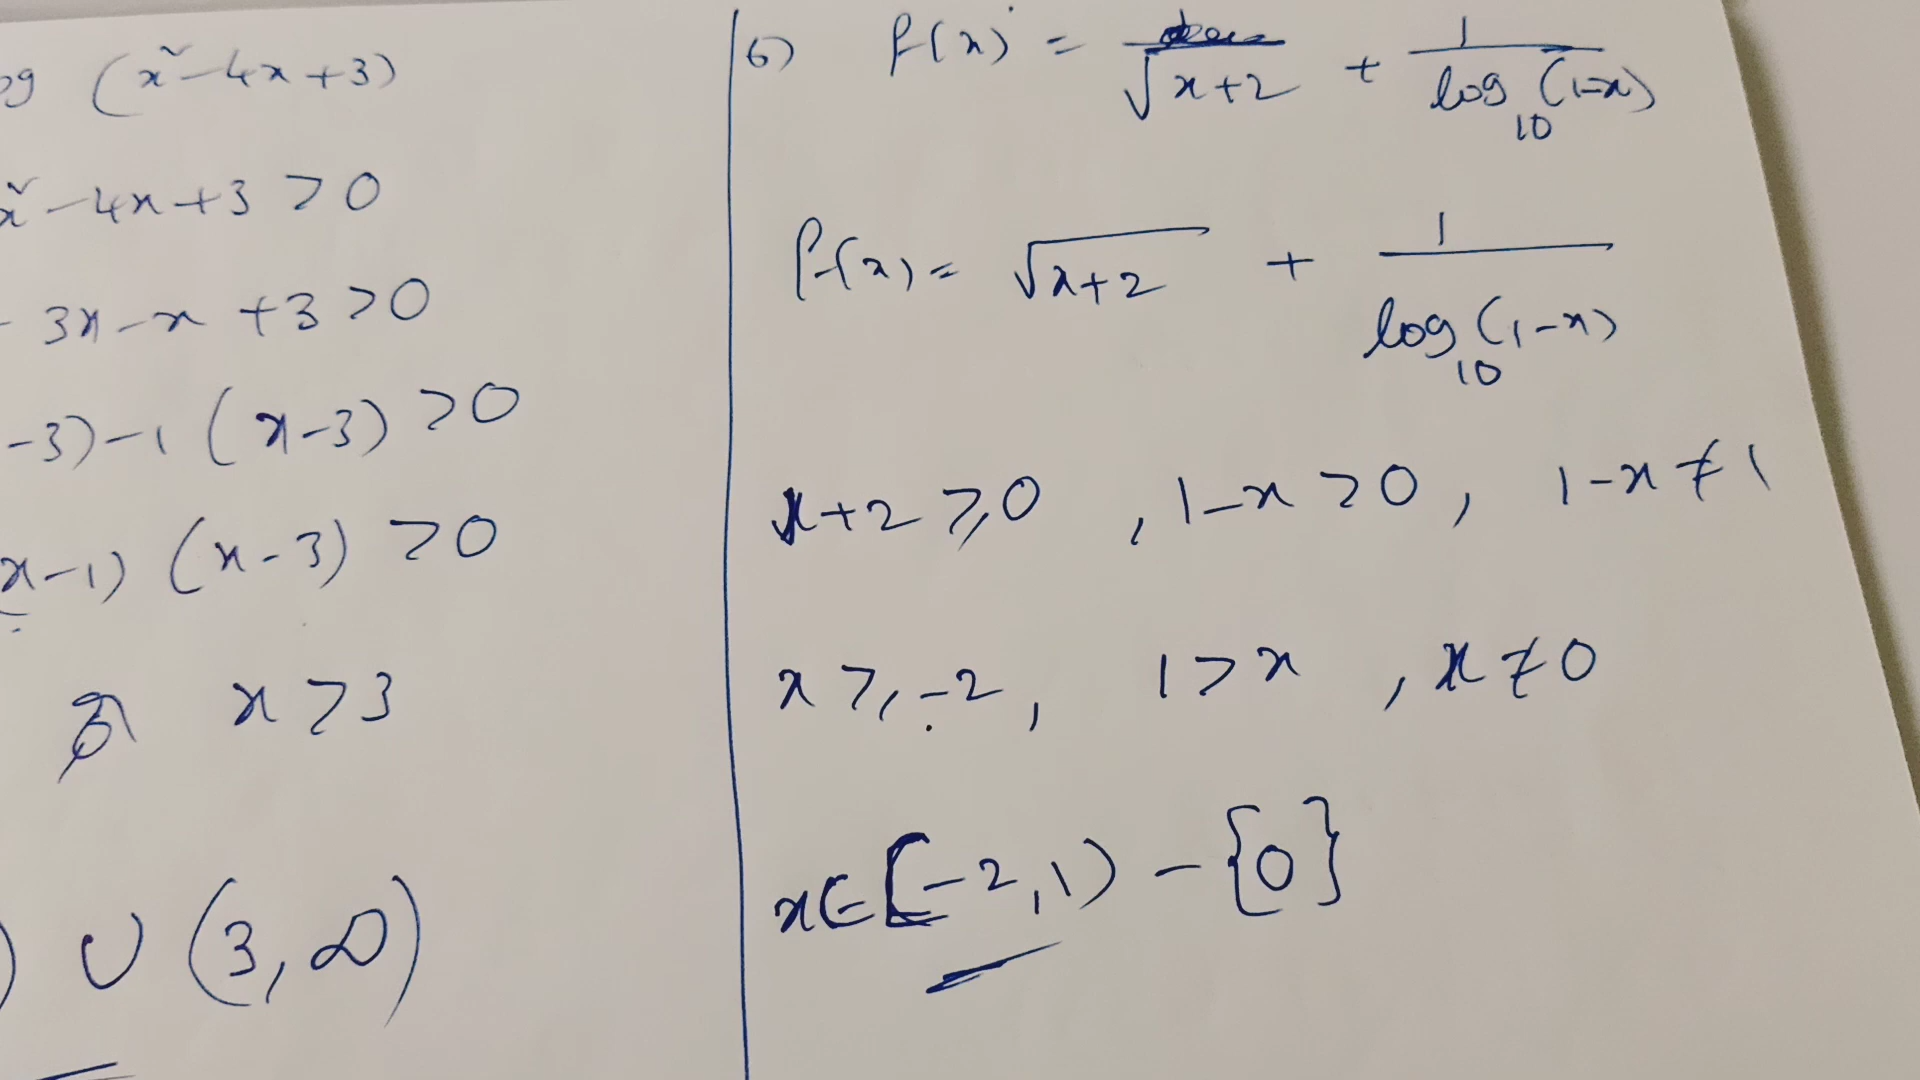 (x²-4x+3)
x²-4x+3 >0
3x-x +3 >0
-3)-1 (x-3) >0
x-1) (x-3) >0
x >3
) ∪ (3, ∞)
6) f(x) = √x+2 + 1/log₁₀(1-x)
f(x) = √x+2 + 1/log₁₀(1-x)
x+2 ≥0 , 1-x >0 , 1-x ≠ 1
x ≥ -2 , 1 > x , x ≠ 0
x ∈ [-2,1) - {0}